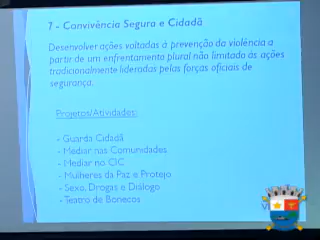 7 - Convivência Segura e Cidadã
Desenvolver ações voltadas à prevenção da violência a
partir de um enfrentamento plural não limitado às ações
tradicionalmente lideradas pelas forças oficiais de
segurança.
Projetos/Atividades:
- Guarda Cidadã
- Mediar nas Comunidades
- Mediar no CIC
- Mulheres da Paz e Protejo
- Sexo, Drogas e Diálogo
- Teatro de Bonecos